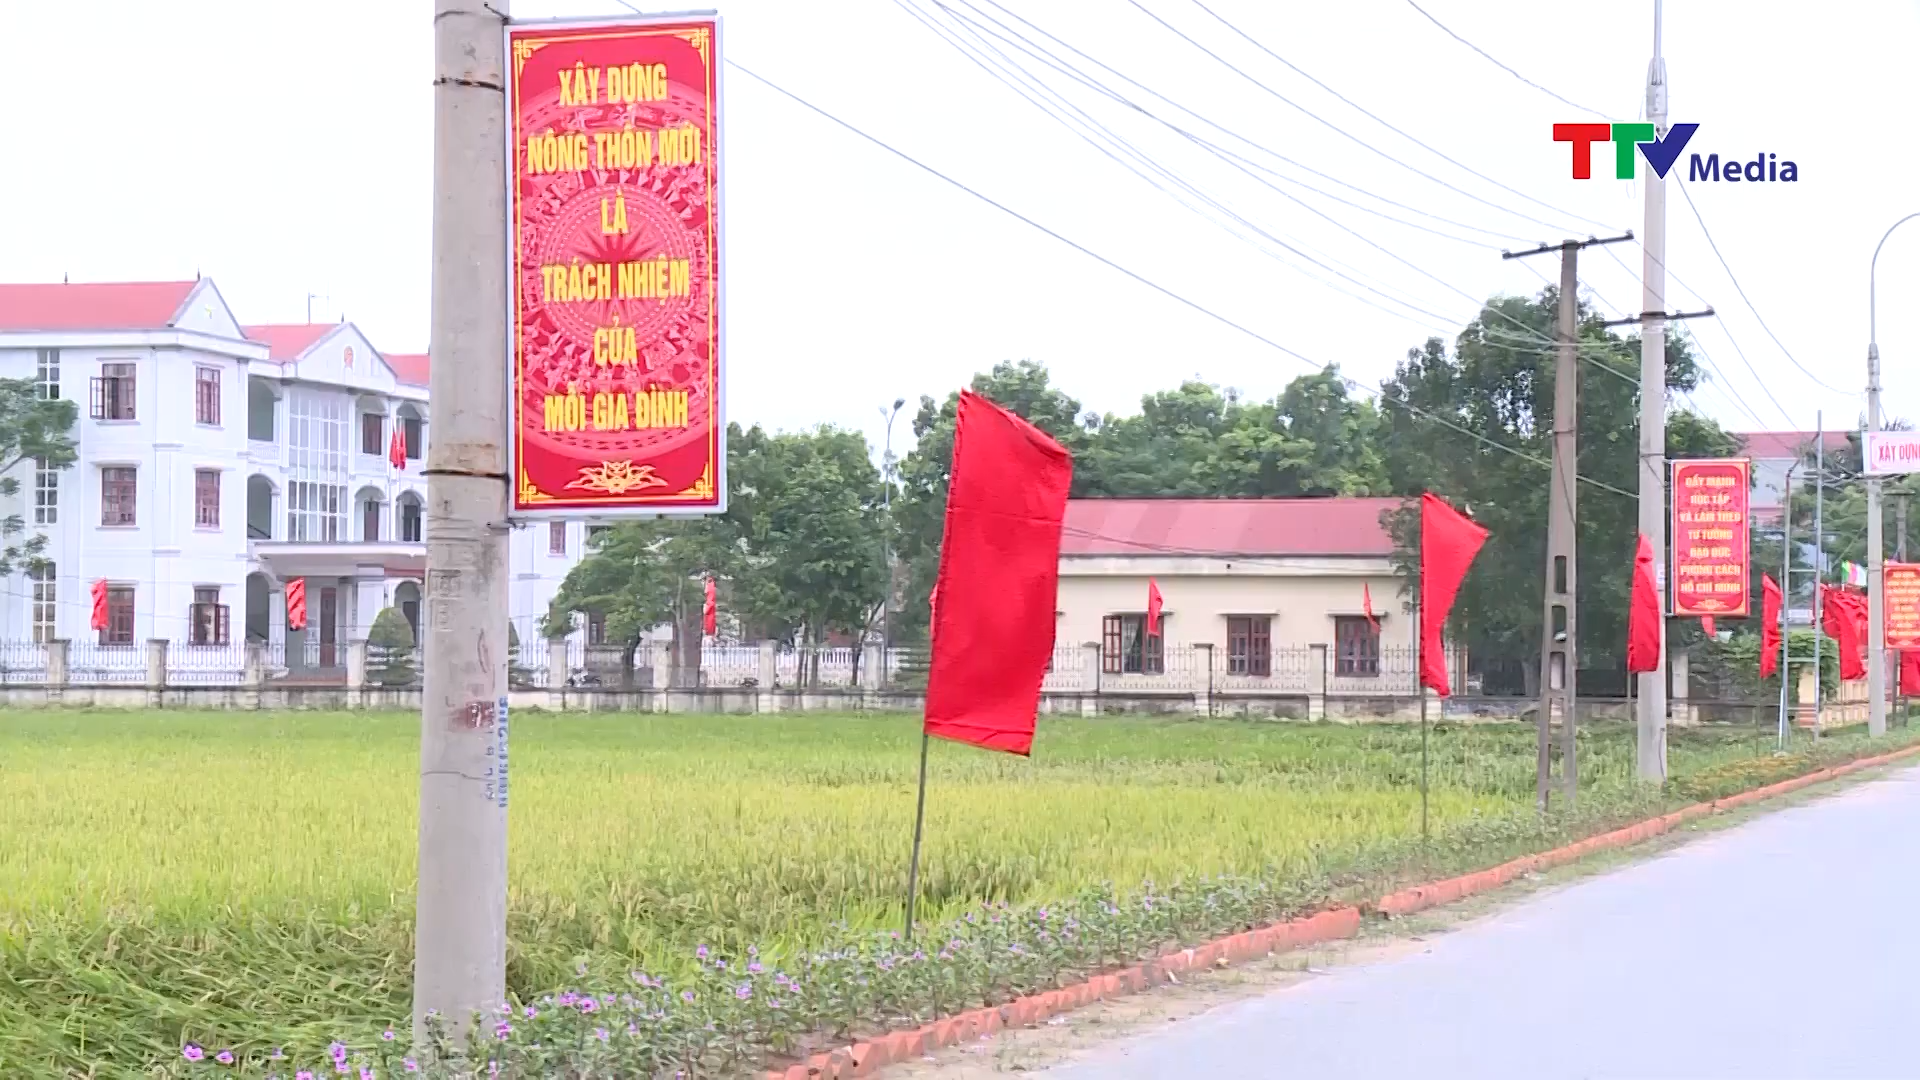 XÂY DỰNG
NÔNG THÔN MỚI
LÀ
TRÁCH NHIỆM
CỦA
MỖI GIA ĐÌNH
TTV Media
ĐẨY MẠNH
HỌC TẬP
VÀ LÀM THEO
TƯ TƯỞNG
ĐẠO ĐỨC
PHONG CÁCH
HỒ CHÍ MINH
XÂY DỰN